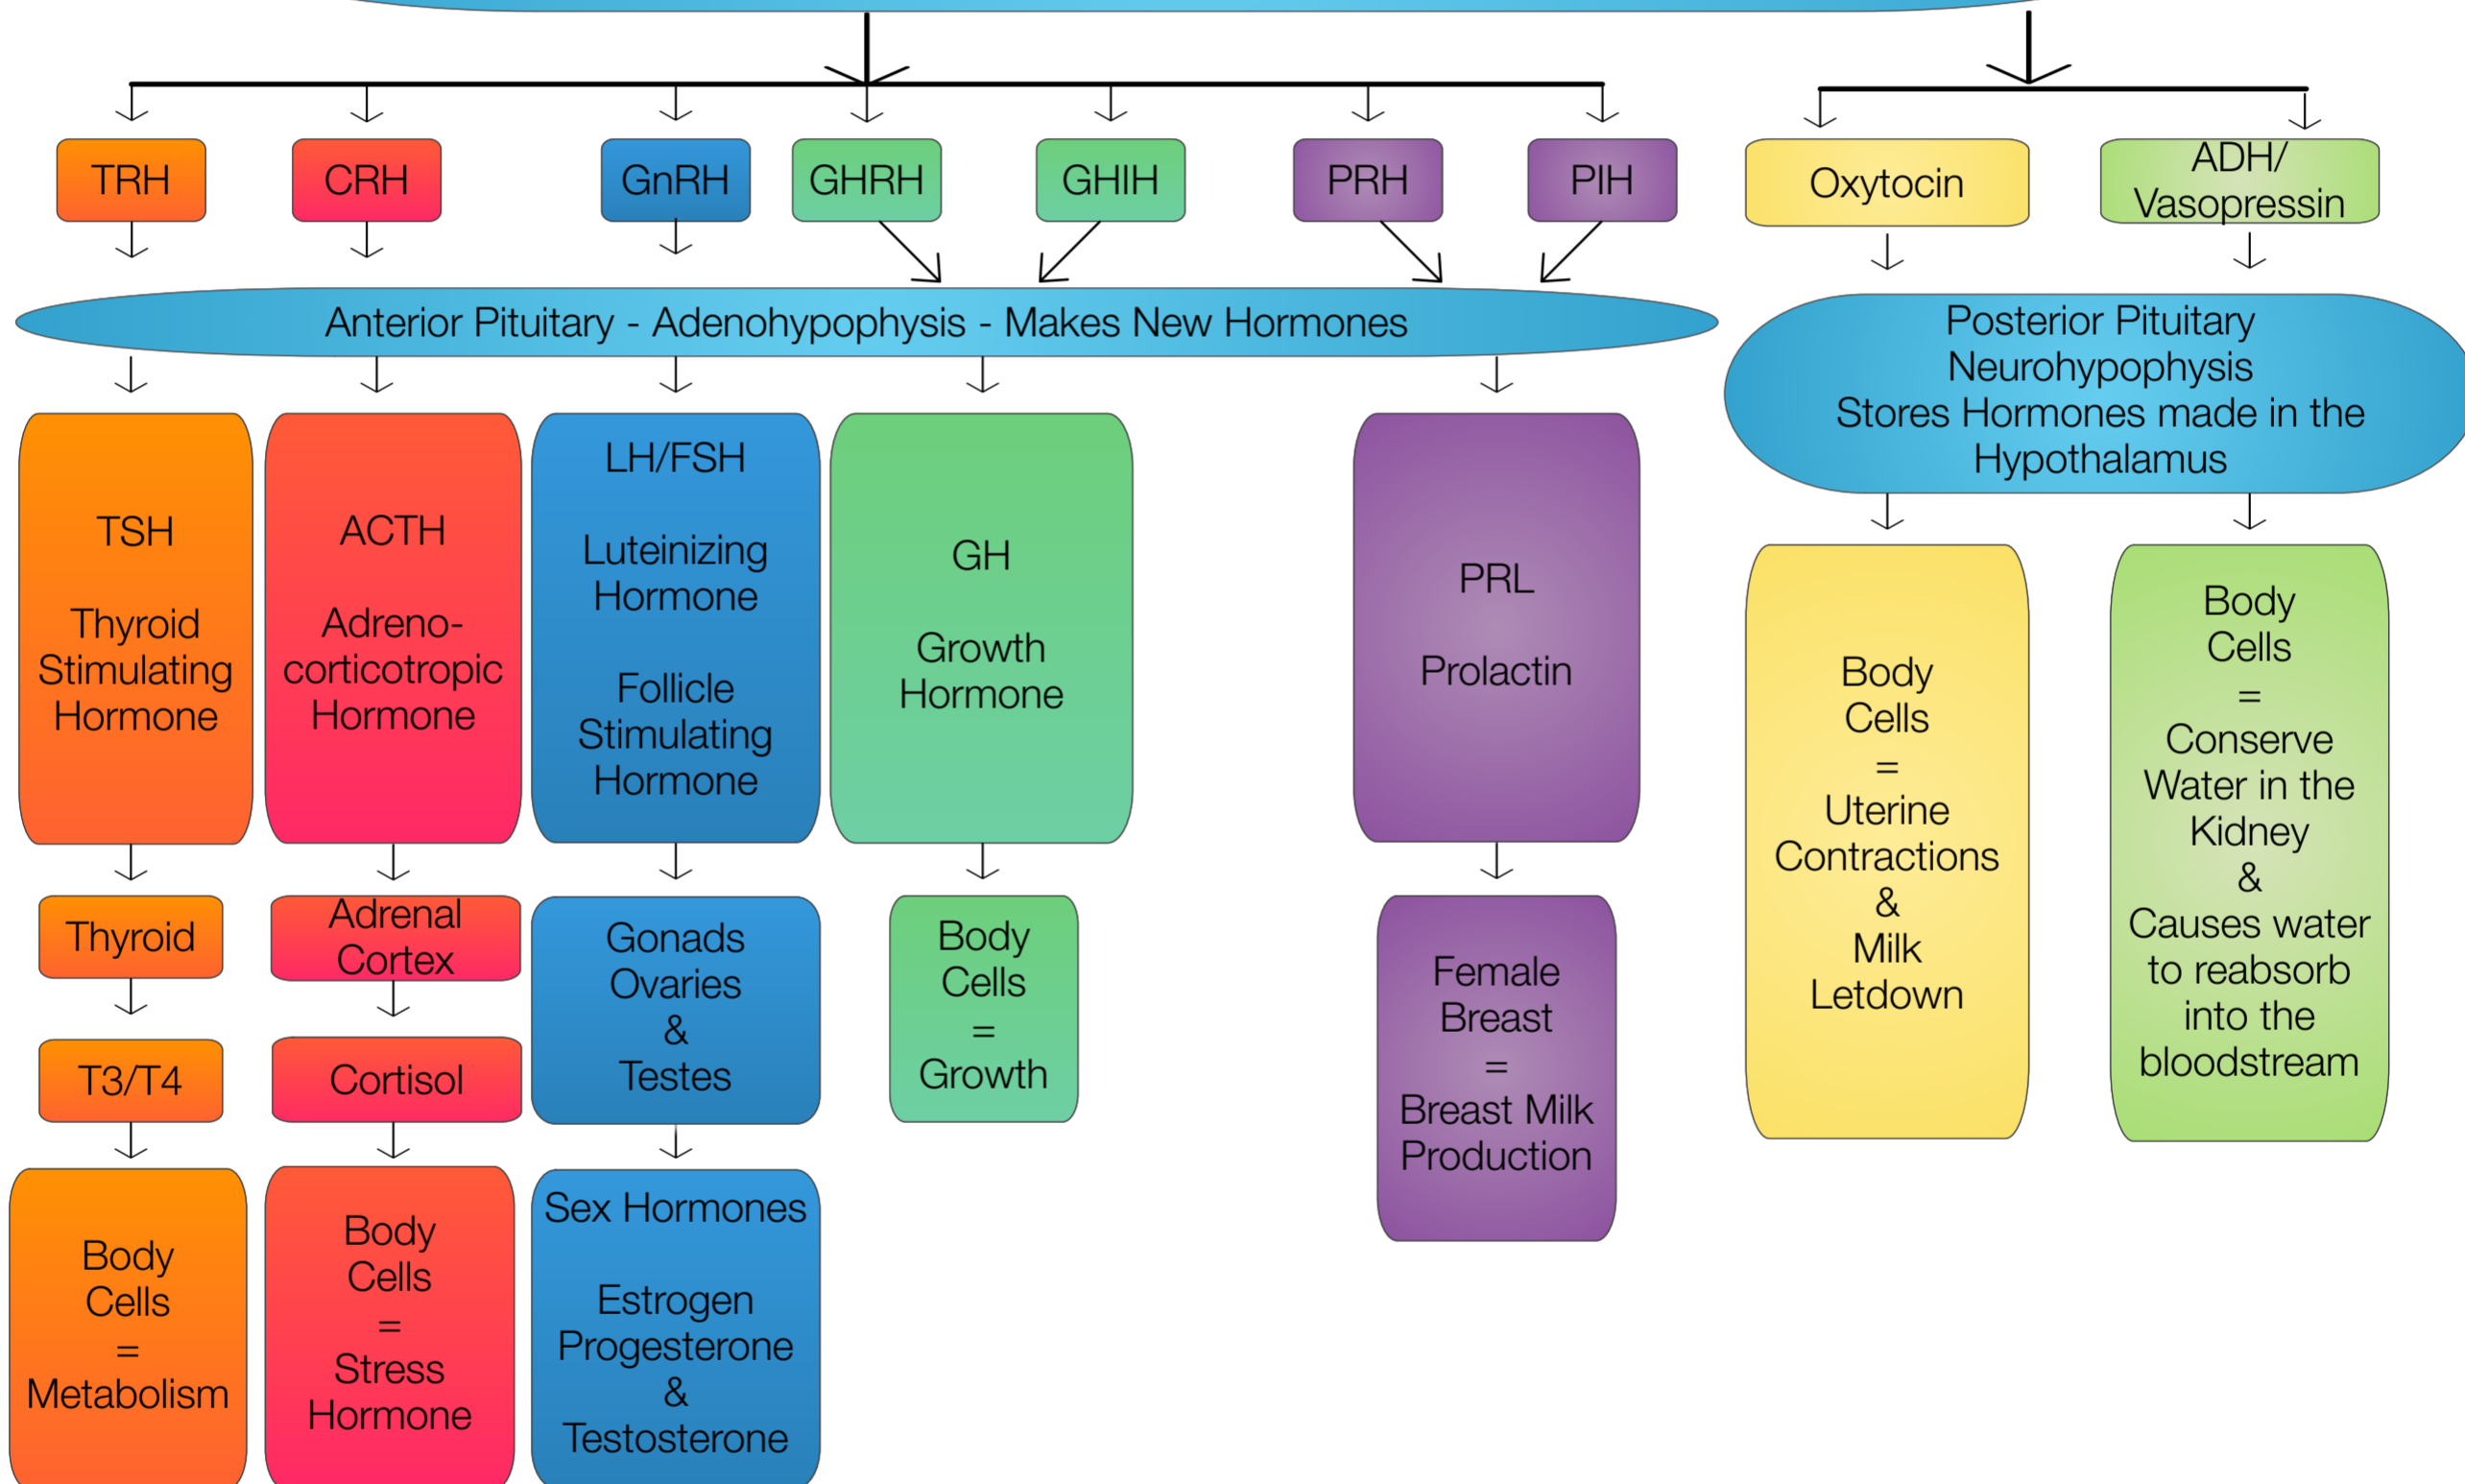 TRH
CRH
GnRH
GHRH
GHIH
PRH
PIH
Oxytocin
ADH/
Vasopressin
Anterior Pituitary - Adenohypophysis - Makes New Hormones
Posterior Pituitary
Neurohypophysis
Stores Hormones made in the
Hypothalamus
TSH
Thyroid
Stimulating
Hormone
ACTH
Adreno-
corticotropic
Hormone
LH/FSH
Luteinizing
Hormone
Follicle
Stimulating
Hormone
GH
Growth
Hormone
PRL
Prolactin
Body
Cells
=
Uterine
Contractions
&
Milk
Letdown
Body
Cells
=
Conserve
Water in the
Kidney
&
Causes water
to reabsorb
into the
bloodstream
Thyroid
Adrenal
Cortex
Gonads
Ovaries
&
Testes
Body
Cells
=
Growth
Female
Breast
=
Breast Milk
Production
T3/T4
Cortisol
Body
Cells
=
Metabolism
Body
Cells
=
Stress
Hormone
Sex Hormones
Estrogen
Progesterone
&
Testosterone